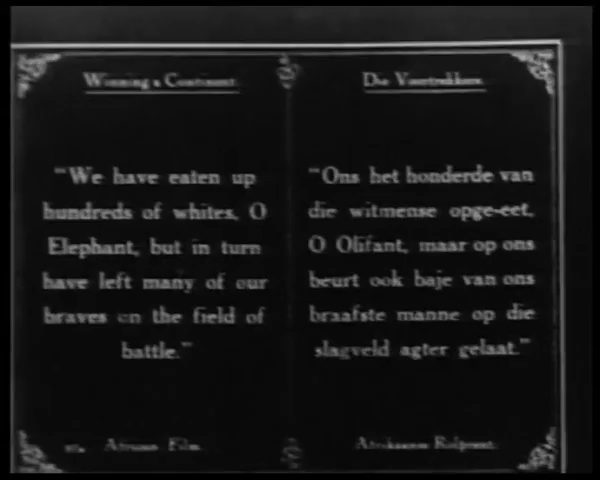 Winning a Continent.
"We have eaten up
hundreds of whites, O
Elephant, but in turn
have left many of our
braves on the field of
battle."
African Film
Die Voortrekkers.
"Ons het honderde van
die witmense opge-eet,
O Olifant, maar op ons
beurt ook baje van ons
braafste manne op die
slagveld agter gelaat."
Afrikaanse Rolprent.